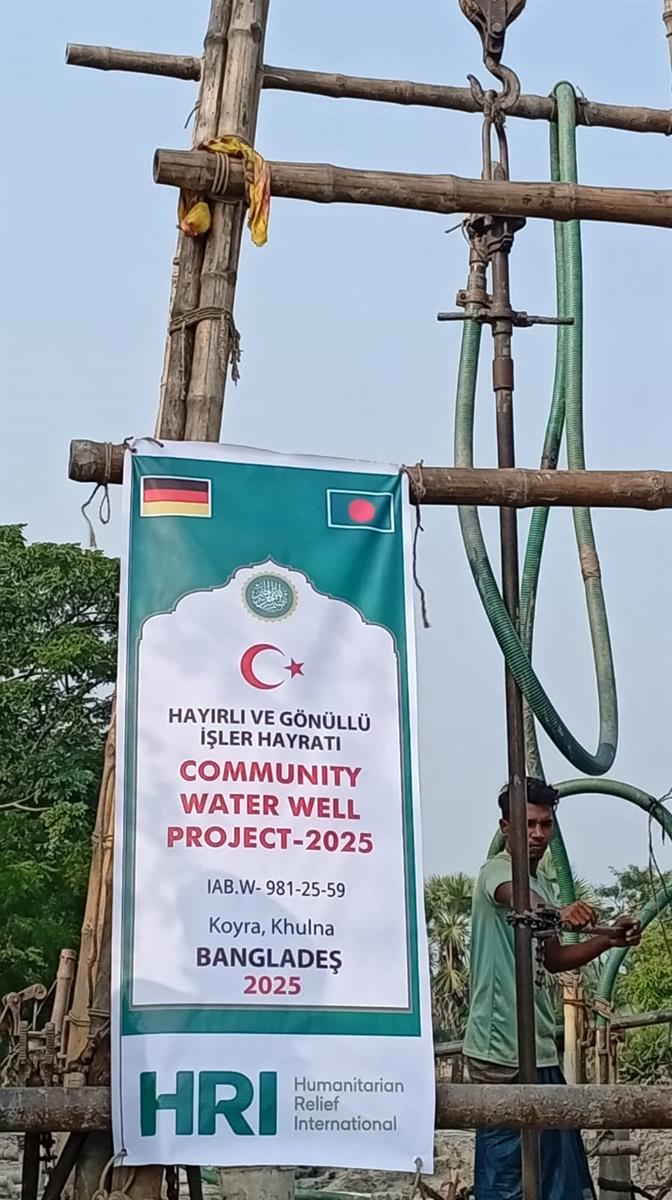 HAYIRLI VE GÖNÜLLÜ
İŞLER HAYRATI
COMMUNITY
WATER WELL
PROJECT-2025
IAB.W- 981-25-59
Koyra, Khulna
BANGLADEŞ
2025
HRI Humanitarian
Relief
International